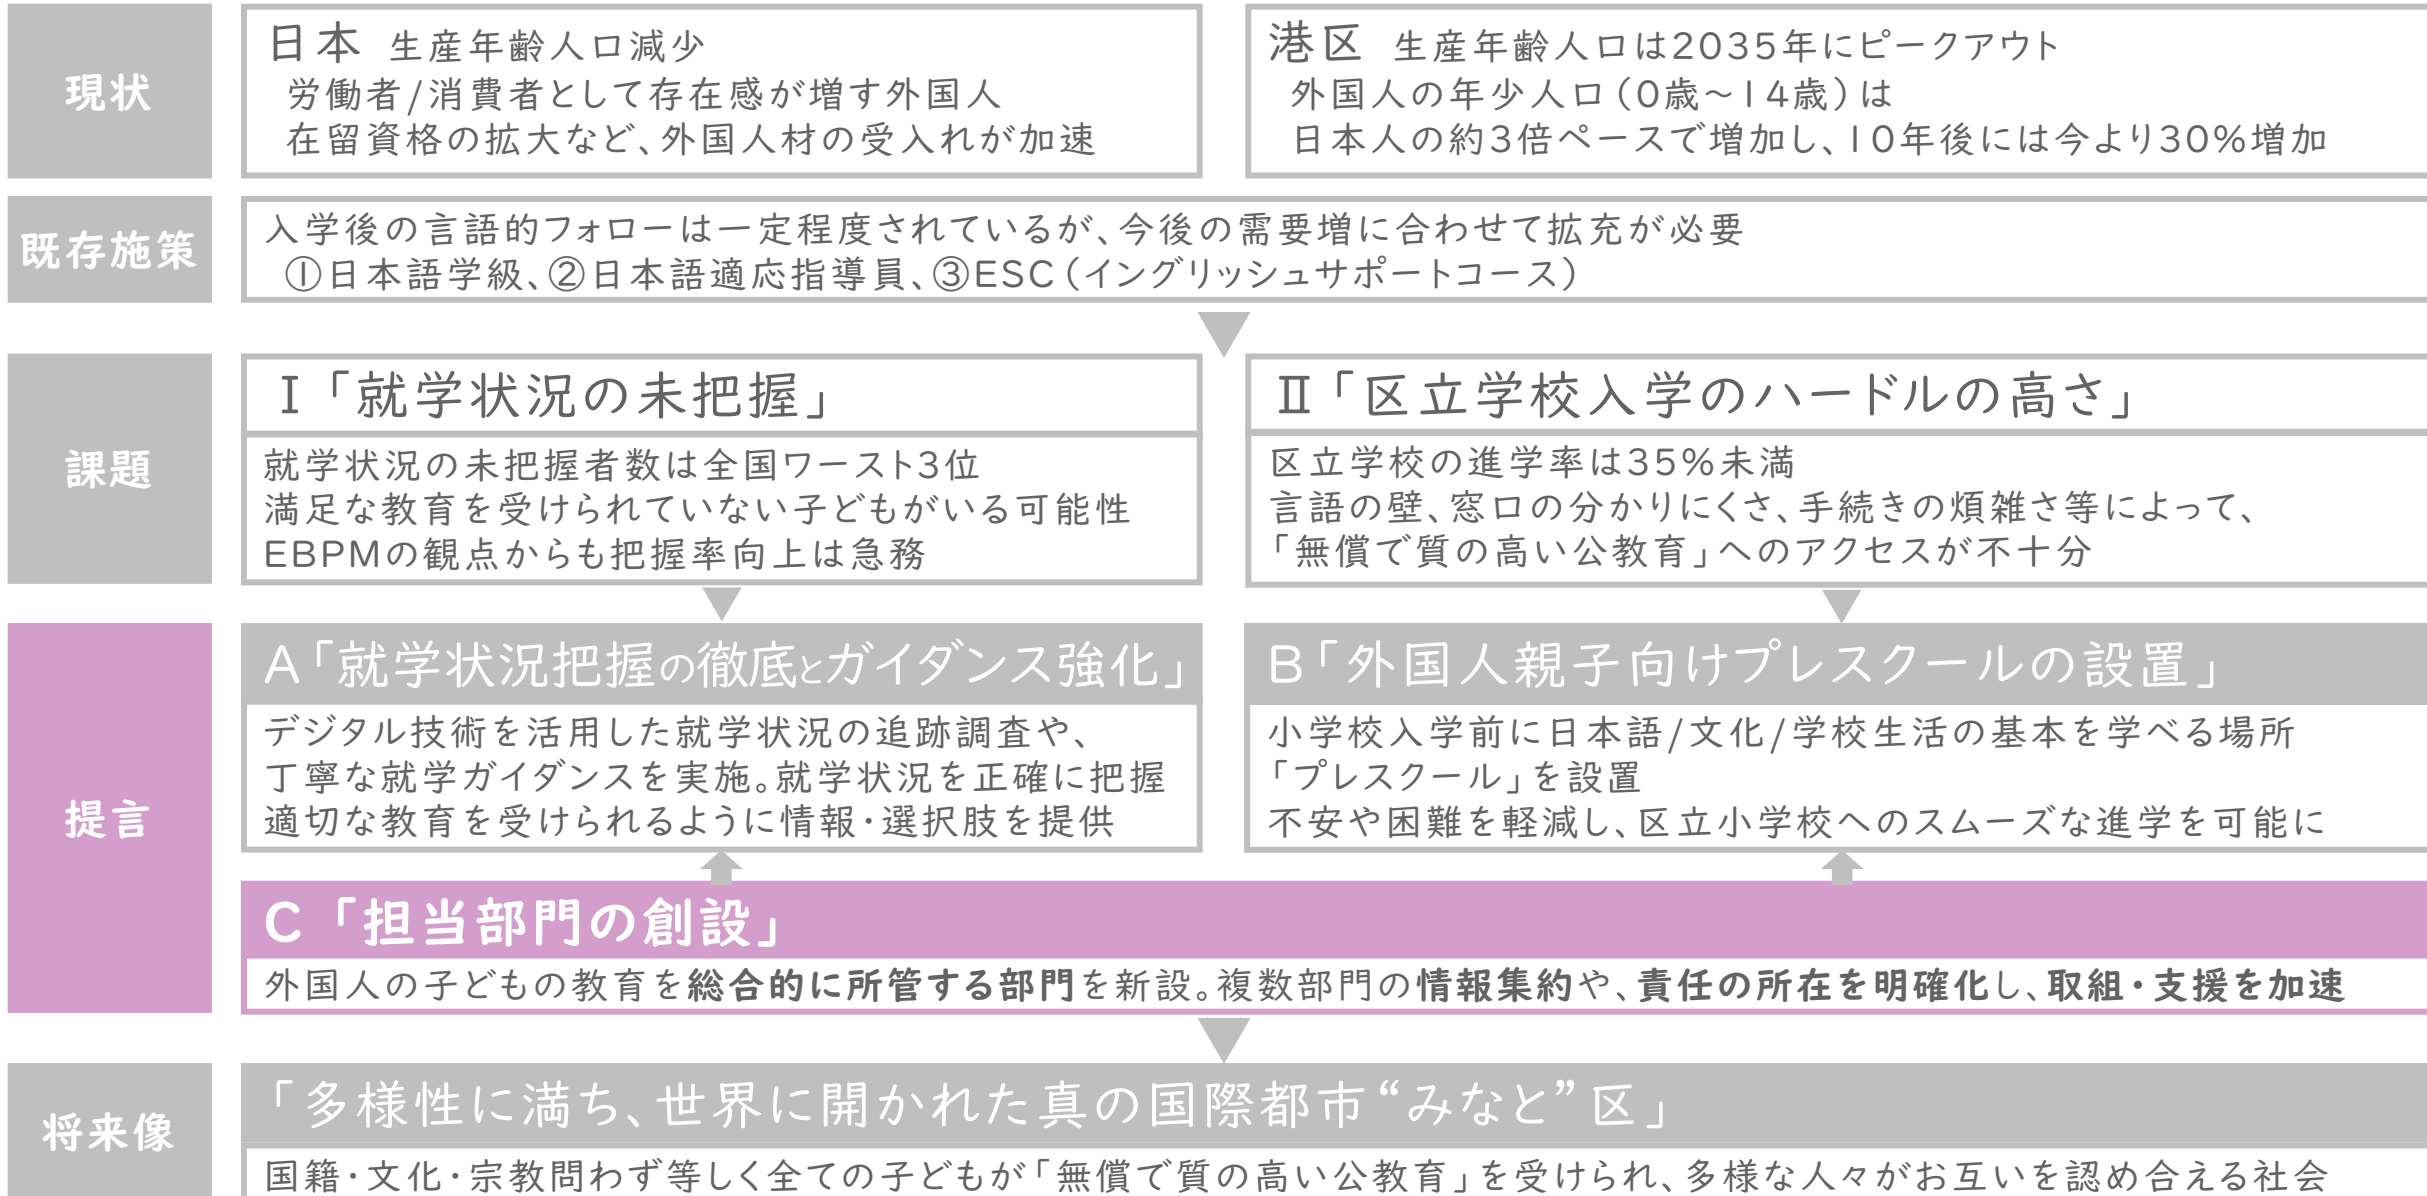 現状
日本 生産年齢人口減少
労働者/消費者として存在感が増す外国人
在留資格の拡大など、外国人材の受入れが加速
港区 生産年齢人口は2035年にピークアウト
外国人の年少人口(0歳～14歳)は
日本人の約3倍ペースで増加し、10年後には今より30%増加
既存施策
入学後の言語的フォローは一定程度されているが、今後の需要増に合わせて拡充が必要
①日本語学級、②日本語適応指導員、③ESC(イングリッシュサポートコース)
課題
Ⅰ「就学状況の未把握」
就学状況の未把握者数は全国ワースト3位
満足な教育を受けられていない子どもがいる可能性
EBPMの観点からも把握率向上は急務
Ⅱ「区立学校入学のハードルの高さ」
区立学校の進学率は35%未満
言語の壁、窓口の分かりにくさ、手続きの煩雑さ等によって、
「無償で質の高い公教育」へのアクセスが不十分
提言
A「就学状況把握の徹底とガイダンス強化」
デジタル技術を活用した就学状況の追跡調査や、
丁寧な就学ガイダンスを実施。就学状況を正確に把握
適切な教育を受けられるように情報・選択肢を提供
B「外国人親子向けプレスクールの設置」
小学校入学前に日本語/文化/学校生活の基本を学べる場所
「プレスクール」を設置
不安や困難を軽減し、区立小学校へのスムーズな進学を可能に
C「担当部門の創設」
外国人の子どもの教育を総合的に所管する部門を新設。複数部門の情報集約や、責任の所在を明確化し、取組・支援を加速
将来像
「多様性に満ち、世界に開かれた真の国際都市“みなと”区」
国籍・文化・宗教問わず等しく全ての子どもが「無償で質の高い公教育」を受けられ、多様な人々がお互いを認め合える社会